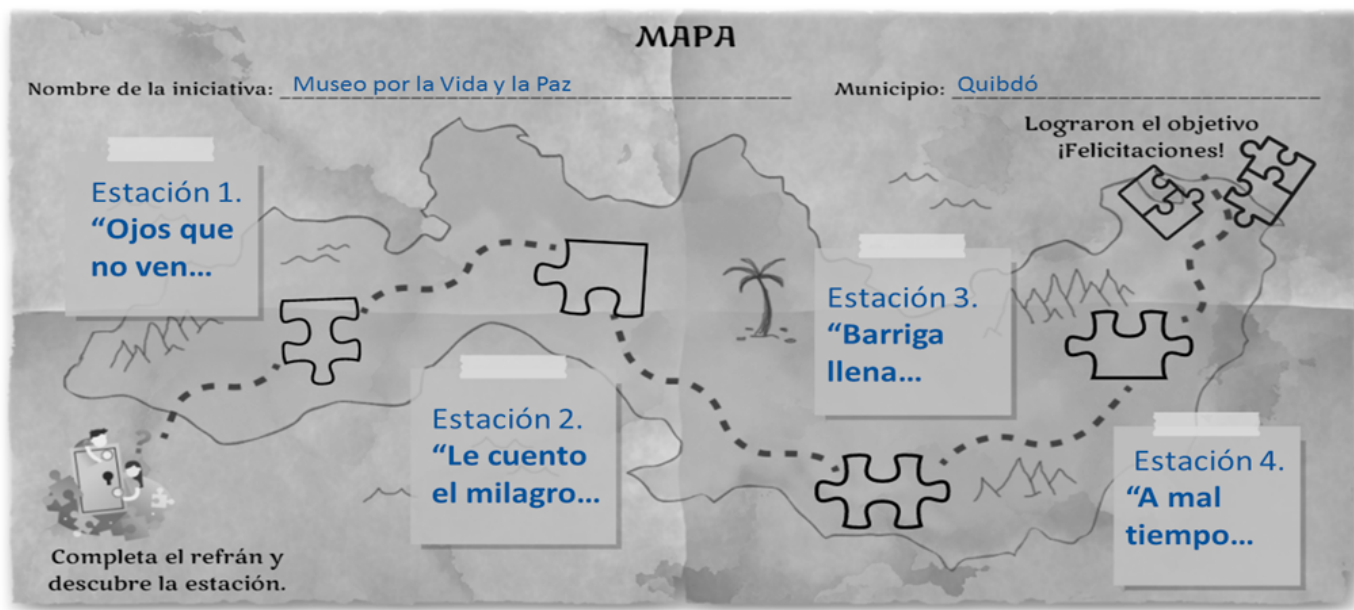 MAPA
Nombre de la iniciativa: Museo por la Vida y la Paz
Municipio: Quibdó
Lograron el objetivo
¡Felicitaciones!
Estación 1.
“Ojos que
no ven...
Estación 2.
“Le cuento
el milagro...
Estación 3.
“Barriga
llena...
Estación 4.
“A mal
tiempo...
?
Completa el refrán y
descubre la estación.